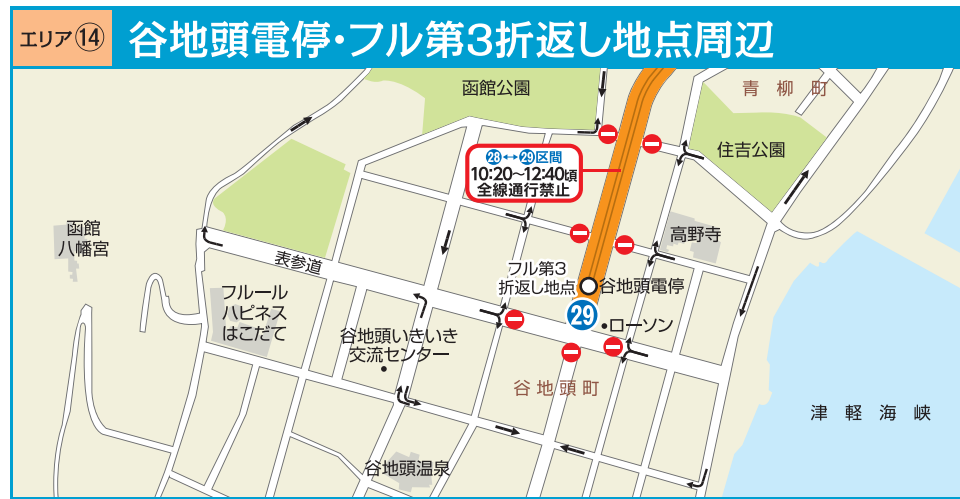 エリア⑭
谷地頭電停・フル第3折返し地点周辺
函館公園
青柳町
住吉公園
28↔29区間
10:20〜12:40頃
全線通行禁止
函館
八幡宮
高野寺
表参道
フル第3
折返し地点
谷地頭電停
29
ローソン
フルール
ハピネス
はこだて
谷地頭いきいき
交流センター
谷地頭町
津軽海峡
谷地頭温泉